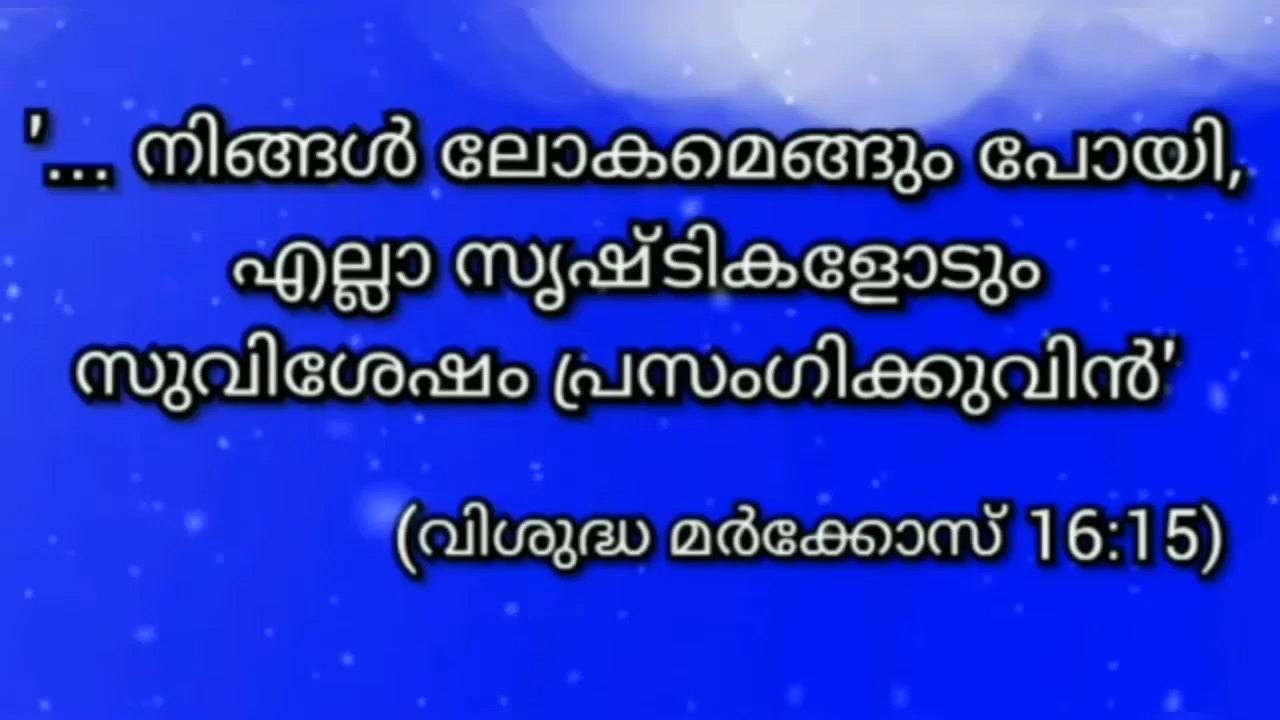 '... നിങ്ങൾ ലോകമെങ്ങും പോയി,
എല്ലാ സൃഷ്ടികളോടും
സുവിശേഷം പ്രസംഗിക്കുവിൻ'
(വിശുദ്ധ മർക്കോസ് 16:15)